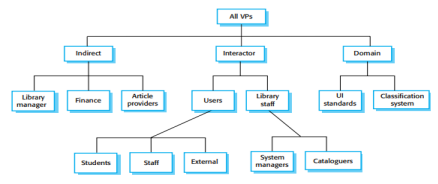 All VPs
Indirect
Interactor
Domain
Library
manager
Finance
Article
providers
Users
Library
staff
UI
standards
Classification
system
Students
Staff
External
System
managers
Cataloguers